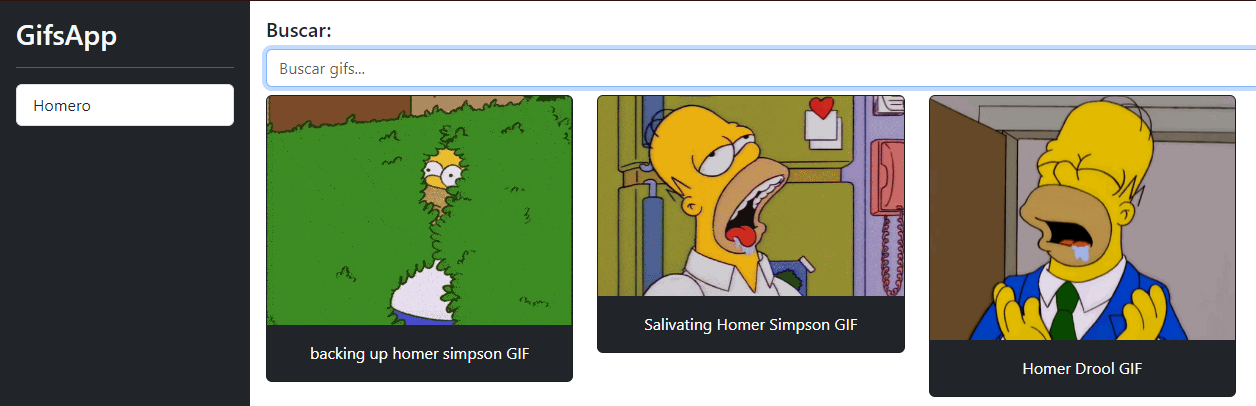 GifsApp
Homero
Buscar:
Buscar gifs...
backing up homer simpson GIF
Salivating Homer Simpson GIF
Homer Drool GIF